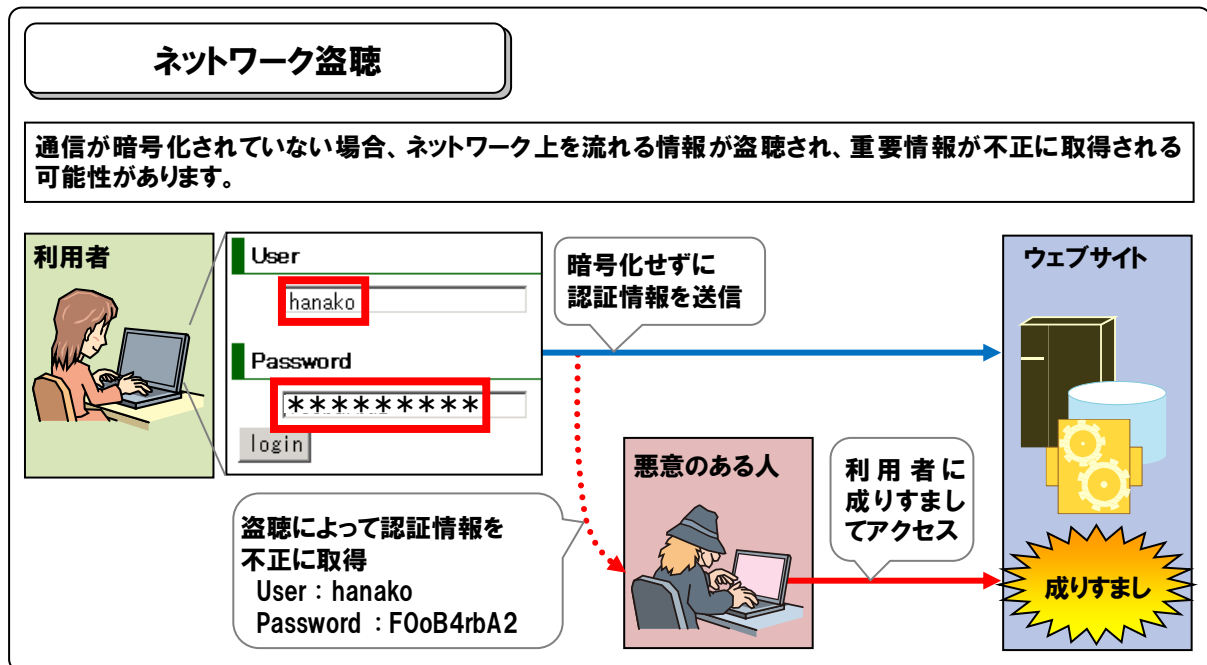 ネットワーク盗聴
通信が暗号化されていない場合、ネットワーク上を流れる情報が盗聴され、重要情報が不正に取得される
可能性があります。
利用者
User
hanako
Password
*********
login
暗号化せずに
認証情報を送信
ウェブサイト
盗聴によって認証情報を
不正に取得
User : hanako
Password : F0oB4rbA2
悪意のある人
利用者に
成りすまし
てアクセス
成りすまし